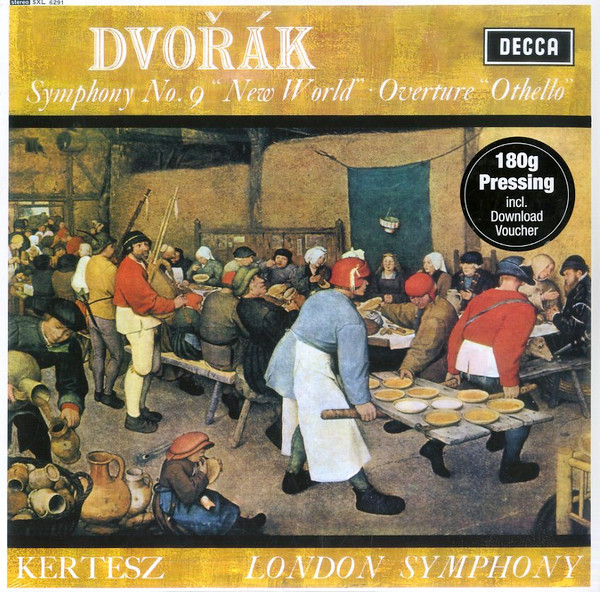 stereo SXL 6291
DVOŘÁK
DECCA
Symphony No. 9 "New World" · Overture "Othello"
180g
Pressing
incl.
Download
Voucher
KERTESZ LONDON SYMPHONY